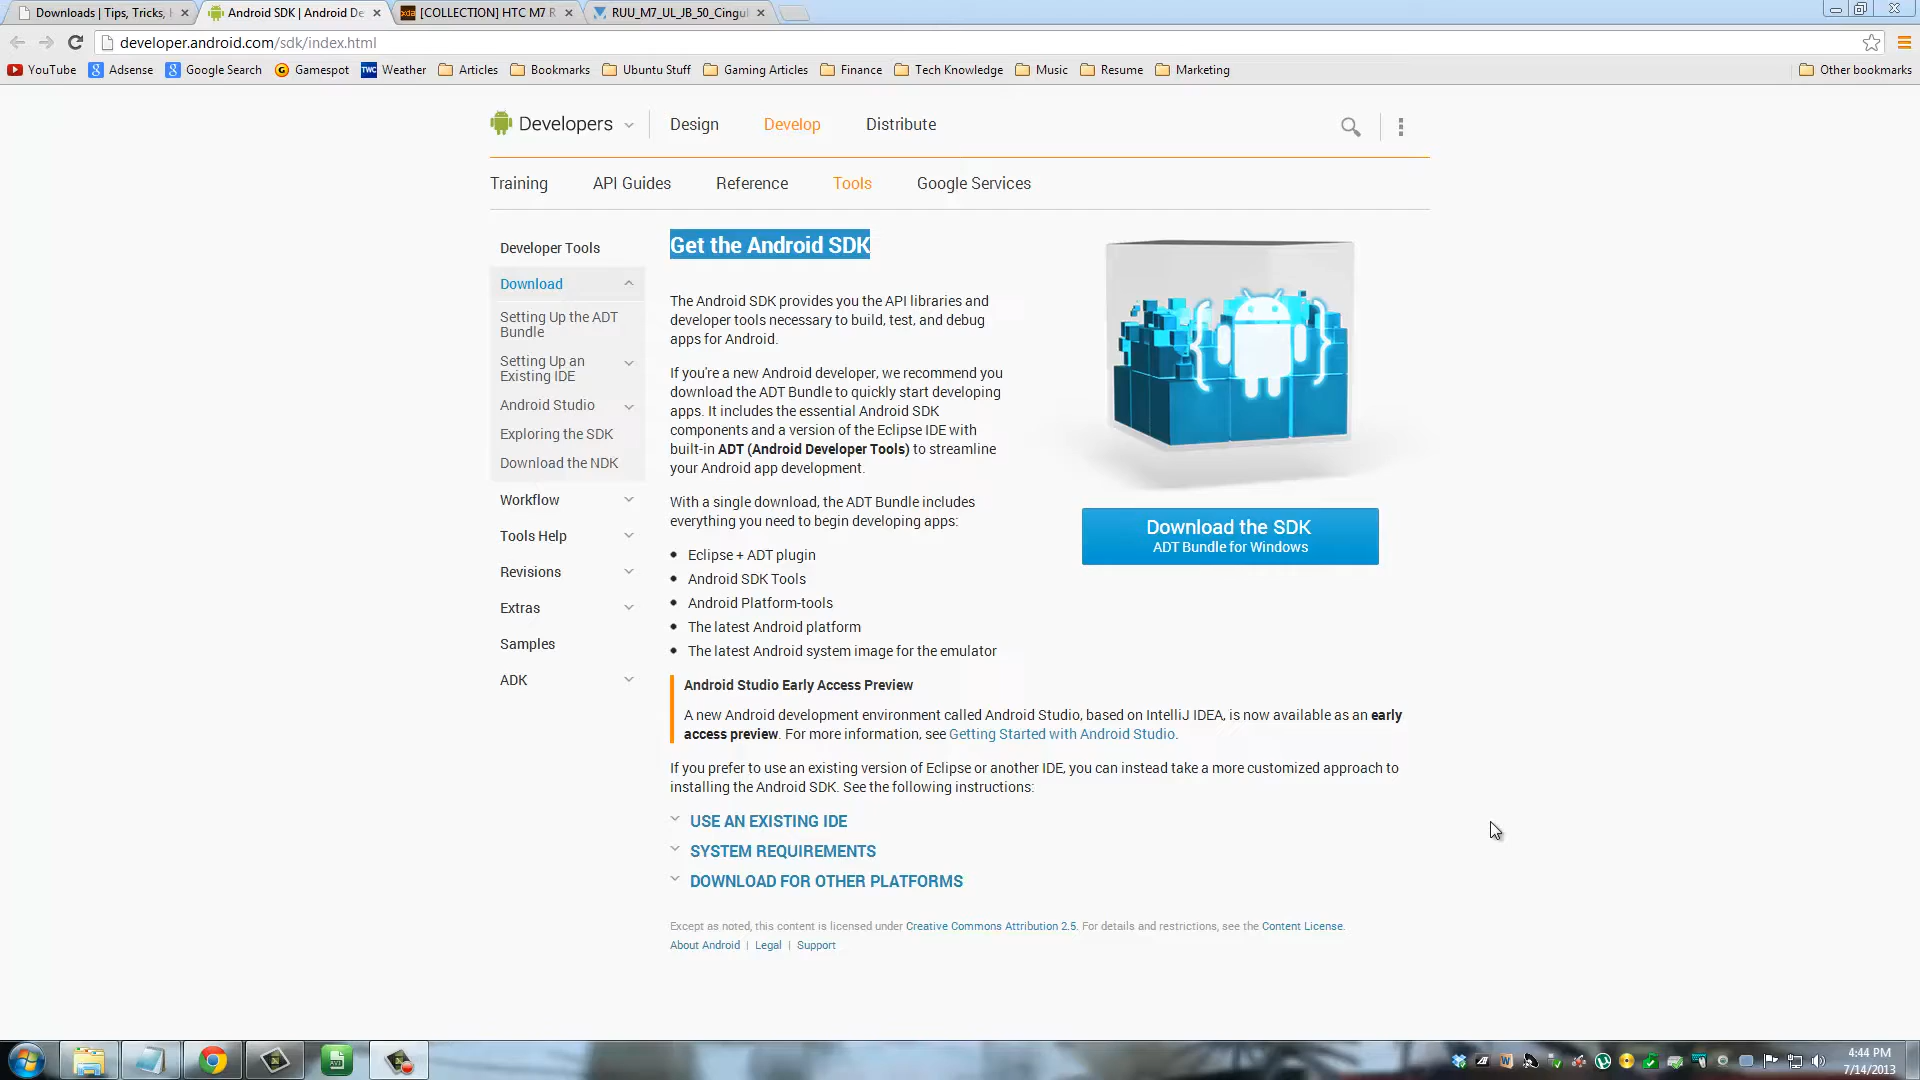 Downloads | Tips, Tricks,
Android SDK | Android De
[COLLECTION] HTC M7 R
RUU_M7_UL_JB_50_Cingul
developer.android.com/sdk/index.html
YouTube
Adsense
Google Search
Gamespot
TWC Weather
Articles
Bookmarks
Ubuntu Stuff
Gaming Articles
Finance
Tech Knowledge
Music
Resume
Marketing
Other bookmarks
Developers
Design
Develop
Distribute
Training
API Guides
Reference
Tools
Google Services
Developer Tools
Download
Setting Up the ADT
Bundle
Setting Up an
Existing IDE
Android Studio
Exploring the SDK
Download the NDK
Workflow
Tools Help
Revisions
Extras
Samples
ADK
Get the Android SDK
The Android SDK provides you the API libraries and
developer tools necessary to build, test, and debug
apps for Android.
If you're a new Android developer, we recommend you
download the ADT Bundle to quickly start developing
apps. It includes the essential Android SDK
components and a version of the Eclipse IDE with
built-in ADT (Android Developer Tools) to streamline
your Android app development.
With a single download, the ADT Bundle includes
everything you need to begin developing apps:
Eclipse + ADT plugin
Android SDK Tools
Android Platform-tools
The latest Android platform
The latest Android system image for the emulator
Download the SDK
ADT Bundle for Windows
Android Studio Early Access Preview
A new Android development environment called Android Studio, based on IntelliJ IDEA, is now available as an early
access preview. For more information, see Getting Started with Android Studio.
If you prefer to use an existing version of Eclipse or another IDE, you can instead take a more customized approach to
installing the Android SDK. See the following instructions:
USE AN EXISTING IDE
SYSTEM REQUIREMENTS
DOWNLOAD FOR OTHER PLATFORMS
Except as noted, this content is licensed under Creative Commons Attribution 2.5. For details and restrictions, see the Content License.
About Android | Legal | Support
4:44 PM
7/14/2013